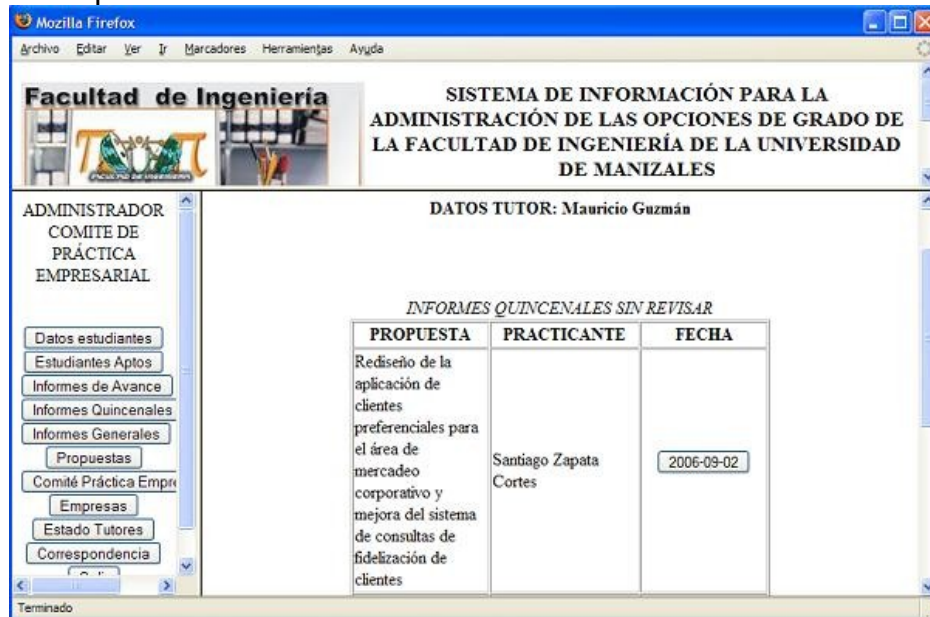 Mozilla Firefox
Archivo Editar Ver Ir Marcadores Herramientas Ayuda
Facultad de Ingeniería
SISTEMA DE INFORMACIÓN PARA LA
ADMINISTRACIÓN DE LAS OPCIONES DE GRADO DE
LA FACULTAD DE INGENIERÍA DE LA UNIVERSIDAD
DE MANIZALES
FACULTAD DE INGENIERIA
ADMINISTRADOR
COMITE DE
PRÁCTICA
EMPRESARIAL
Datos estudiantes
Estudiantes Aptos
Informes de Avance
Informes Quincenales
Informes Generales
Propuestas
Comité Práctica Empre
Empresas
Estado Tutores
Correspondencia
DATOS TUTOR: Mauricio Guzmán
INFORMES QUINCENALES SIN REVISAR
PROPUESTA PRACTICANTE FECHA
Rediseño de la
aplicación de
clientes
preferenciales para
el área de
mercadeo
corporativo y
mejora del sistema
de consultas de
fidelización de
clientes
Santiago Zapata
Cortes
2006-09-02
Terminado